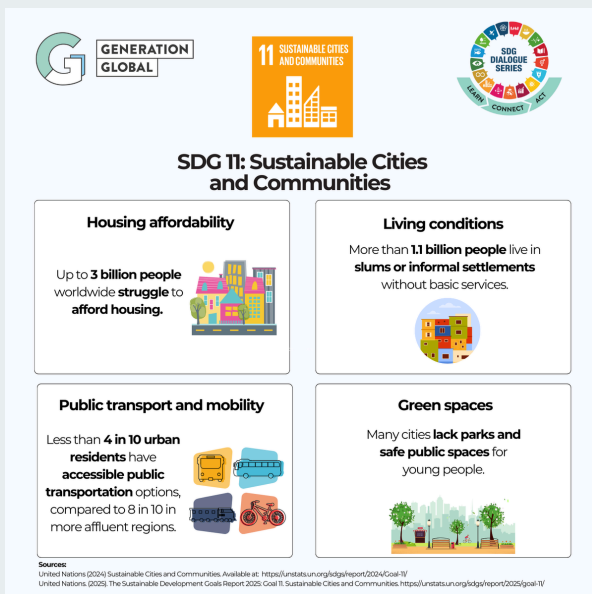 GENERATION
GLOBAL
11 SUSTAINABLE CITIES
AND COMMUNITIES
SDG
DIALOGUE
SERIES
LEARN
CONNECT
ACT
SDG 11: Sustainable Cities
and Communities
Housing affordability
Up to 3 billion people
worldwide struggle to
afford housing.
Living conditions
More than 1.1 billion people live in
slums or informal settlements
without basic services.
Public transport and mobility
Less than 4 in 10 urban
residents have
accessible public
transportation options,
compared to 8 in 10 in
more affluent regions.
Green spaces
Many cities lack parks and
safe public spaces for
young people.
Sources:
United Nations (2024) Sustainable Cities and Communities. Available at: https://unstats.un.org/sdgs/report/2024/Goal-11/
United Nations. (2025). The Sustainable Development Goals Report 2025: Goal 11. Sustainable Cities and Communities. https://unstats.un.org/sdgs/report/2025/goal-11/